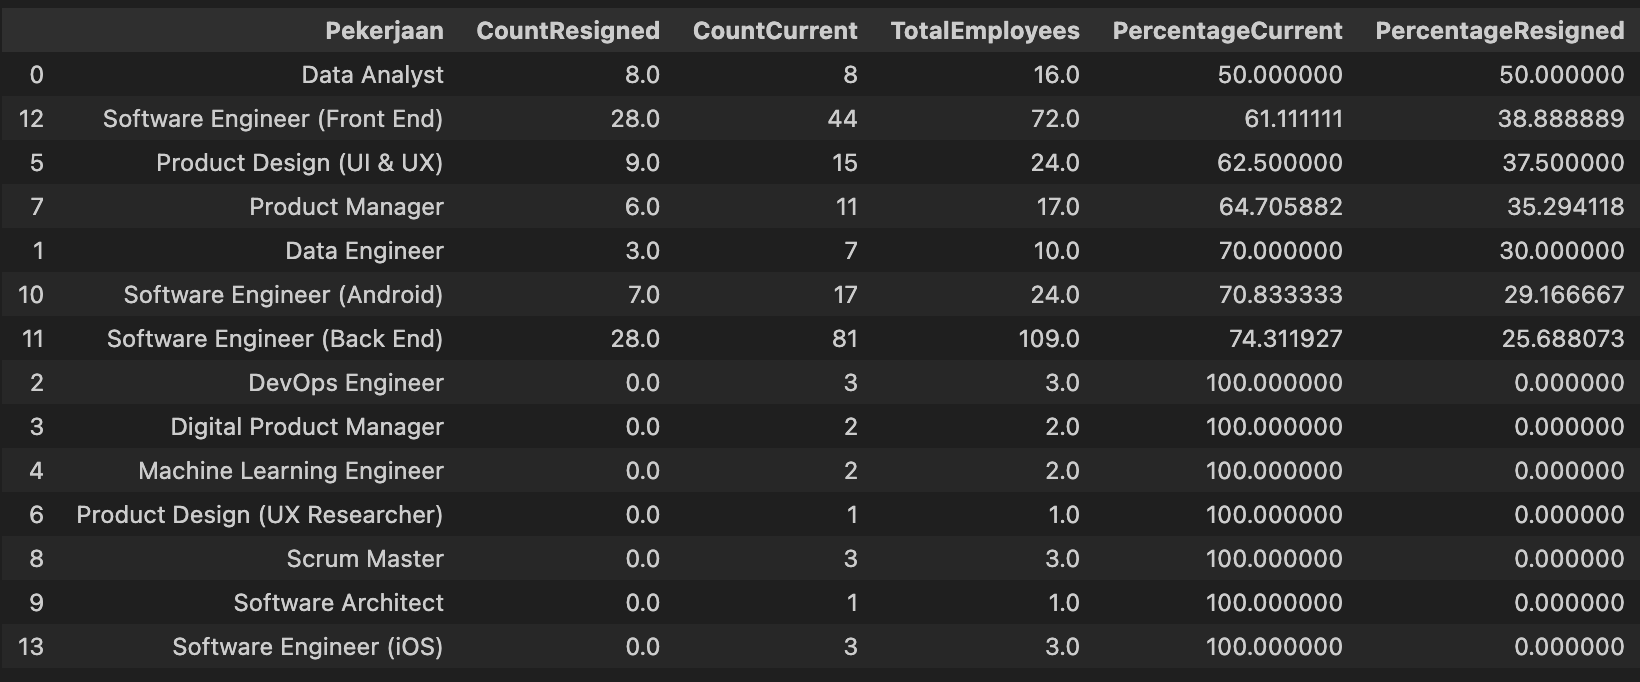 Pekerjaan CountResigned CountCurrent TotalEmployees PercentageCurrent PercentageResigned
0 Data Analyst 8.0 8 16.0 50.000000 50.000000
12 Software Engineer (Front End) 28.0 44 72.0 61.111111 38.888889
5 Product Design (UI & UX) 9.0 15 24.0 62.500000 37.500000
7 Product Manager 6.0 11 17.0 64.705882 35.294118
1 Data Engineer 3.0 7 10.0 70.000000 30.000000
10 Software Engineer (Android) 7.0 17 24.0 70.833333 29.166667
11 Software Engineer (Back End) 28.0 81 109.0 74.311927 25.688073
2 DevOps Engineer 0.0 3 3.0 100.000000 0.000000
3 Digital Product Manager 0.0 2 2.0 100.000000 0.000000
4 Machine Learning Engineer 0.0 2 2.0 100.000000 0.000000
6 Product Design (UX Researcher) 0.0 1 1.0 100.000000 0.000000
8 Scrum Master 0.0 3 3.0 100.000000 0.000000
9 Software Architect 0.0 1 1.0 100.000000 0.000000
13 Software Engineer (iOS) 0.0 3 3.0 100.000000 0.000000